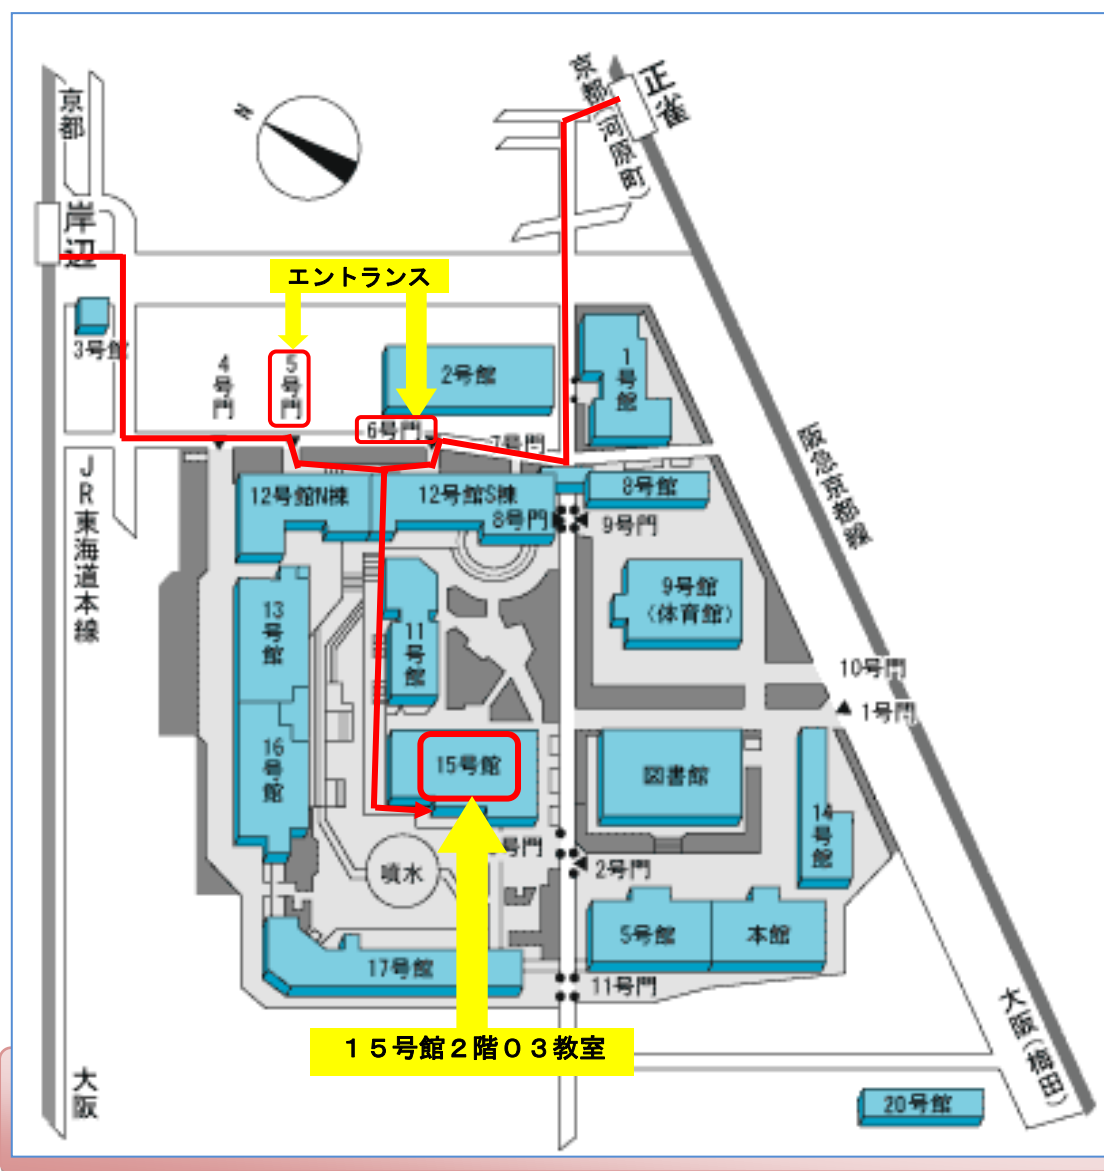 京都
正雀
京都(河原町)
N
岸辺
エントランス
3号館
4号門
5号門
2号館
1号館
6号門
7号門
JR東海道本線
阪急京都線
12号館N棟
12号館S棟
8号館
8号門
9号門
9号館
(体育館)
13号館
11号館
10号門
1号門
16号館
15号館
図書館
14号館
号門
2号門
噴水
5号館
本館
17号館
11号門
大阪(梅田)
15号館2階03教室
大阪
20号館